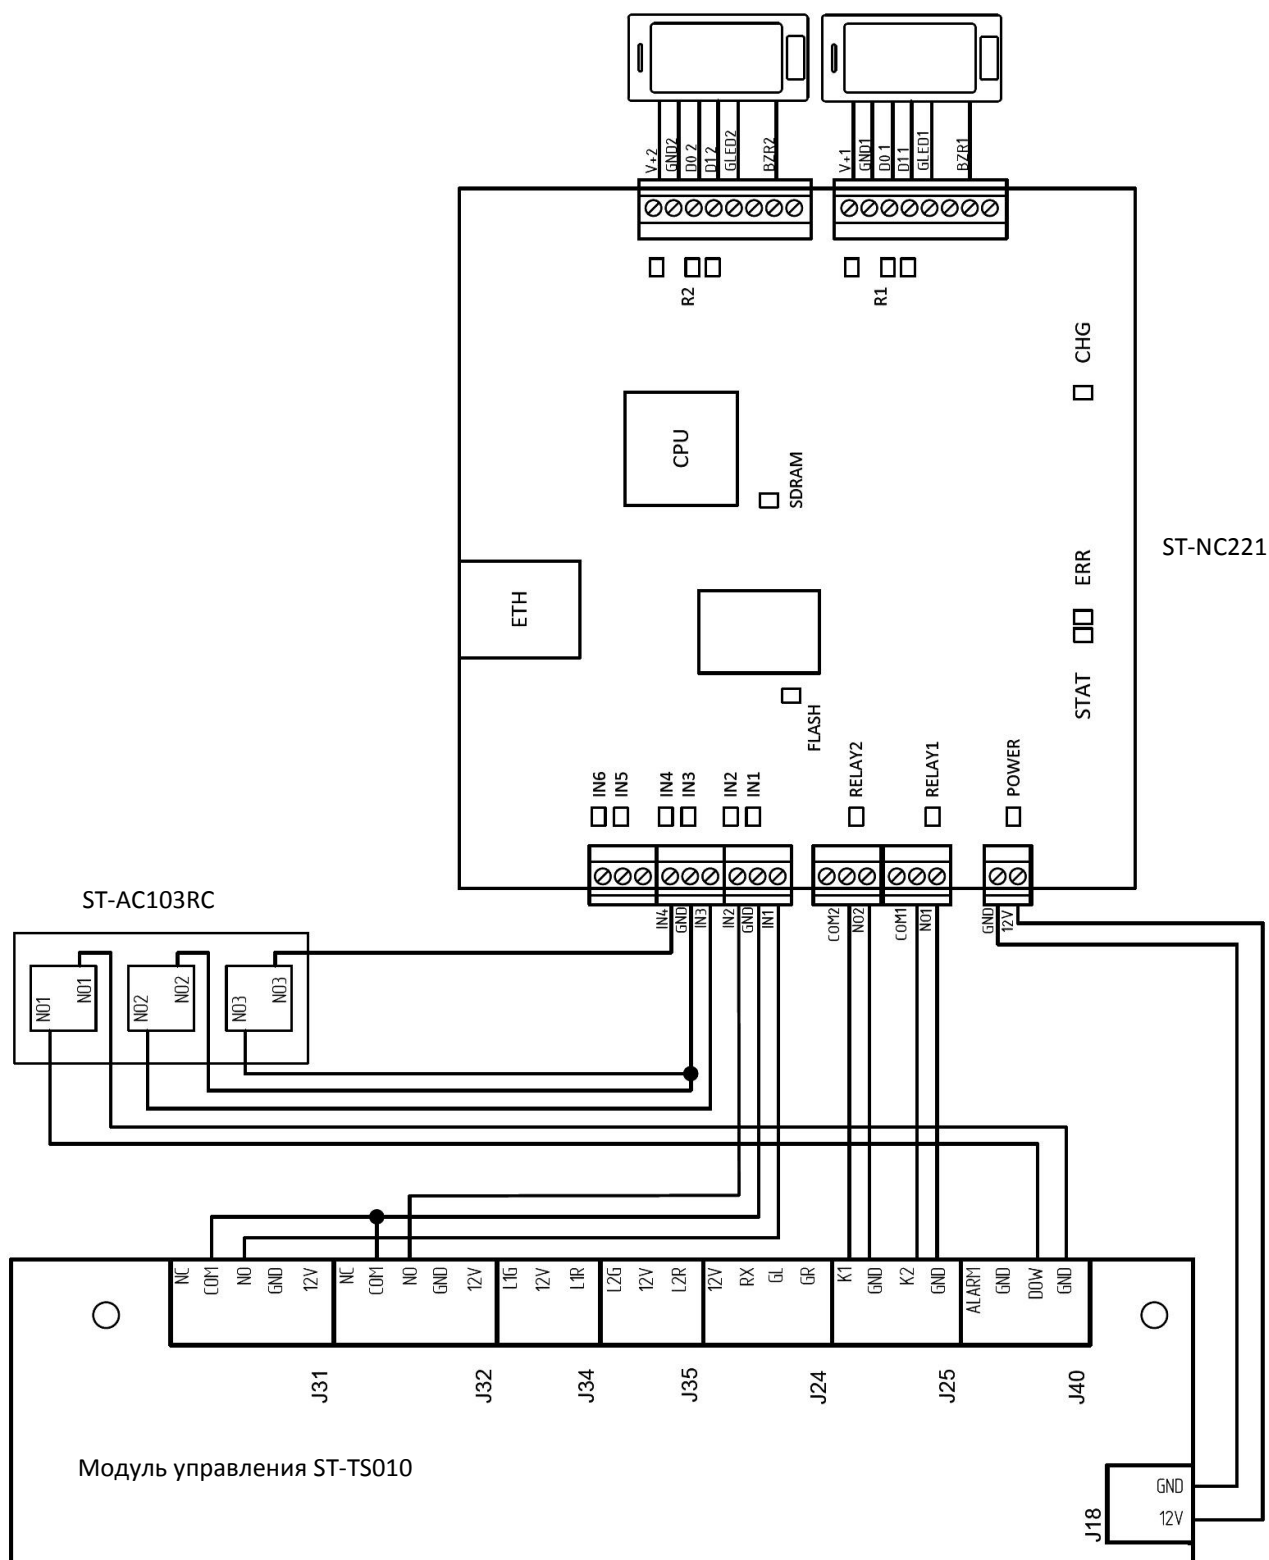 V+2
GND2
D0 2
D1 2
GLED2
BZR2
V+1
GND1
D0 1
D1 1
GLED1
BZR1
R2
R1
CHG
CPU
SDRAM
ST-NC221
ERR
ETH
STAT
FLASH
IN6
IN5
IN4
IN3
IN2
IN1
RELAY2
RELAY1
POWER
ST-AC103RC
IN4
GND
IN3
IN2
GND
IN1
COM2
NO2
COM1
NO1
GND
12V
NO1
NO1
NO2
NO2
NO3
NO3
NC
COM
NO
GND
12V
NC
COM
NO
GND
12V
L1G
12V
L1R
L2G
12V
L2R
12V
RX
GL
GR
K1
GND
K2
GND
ALARM
GND
DOW
GND
J31
J32
J34
J35
J24
J25
J40
Модуль управления ST-TS010
GND
12V
J18